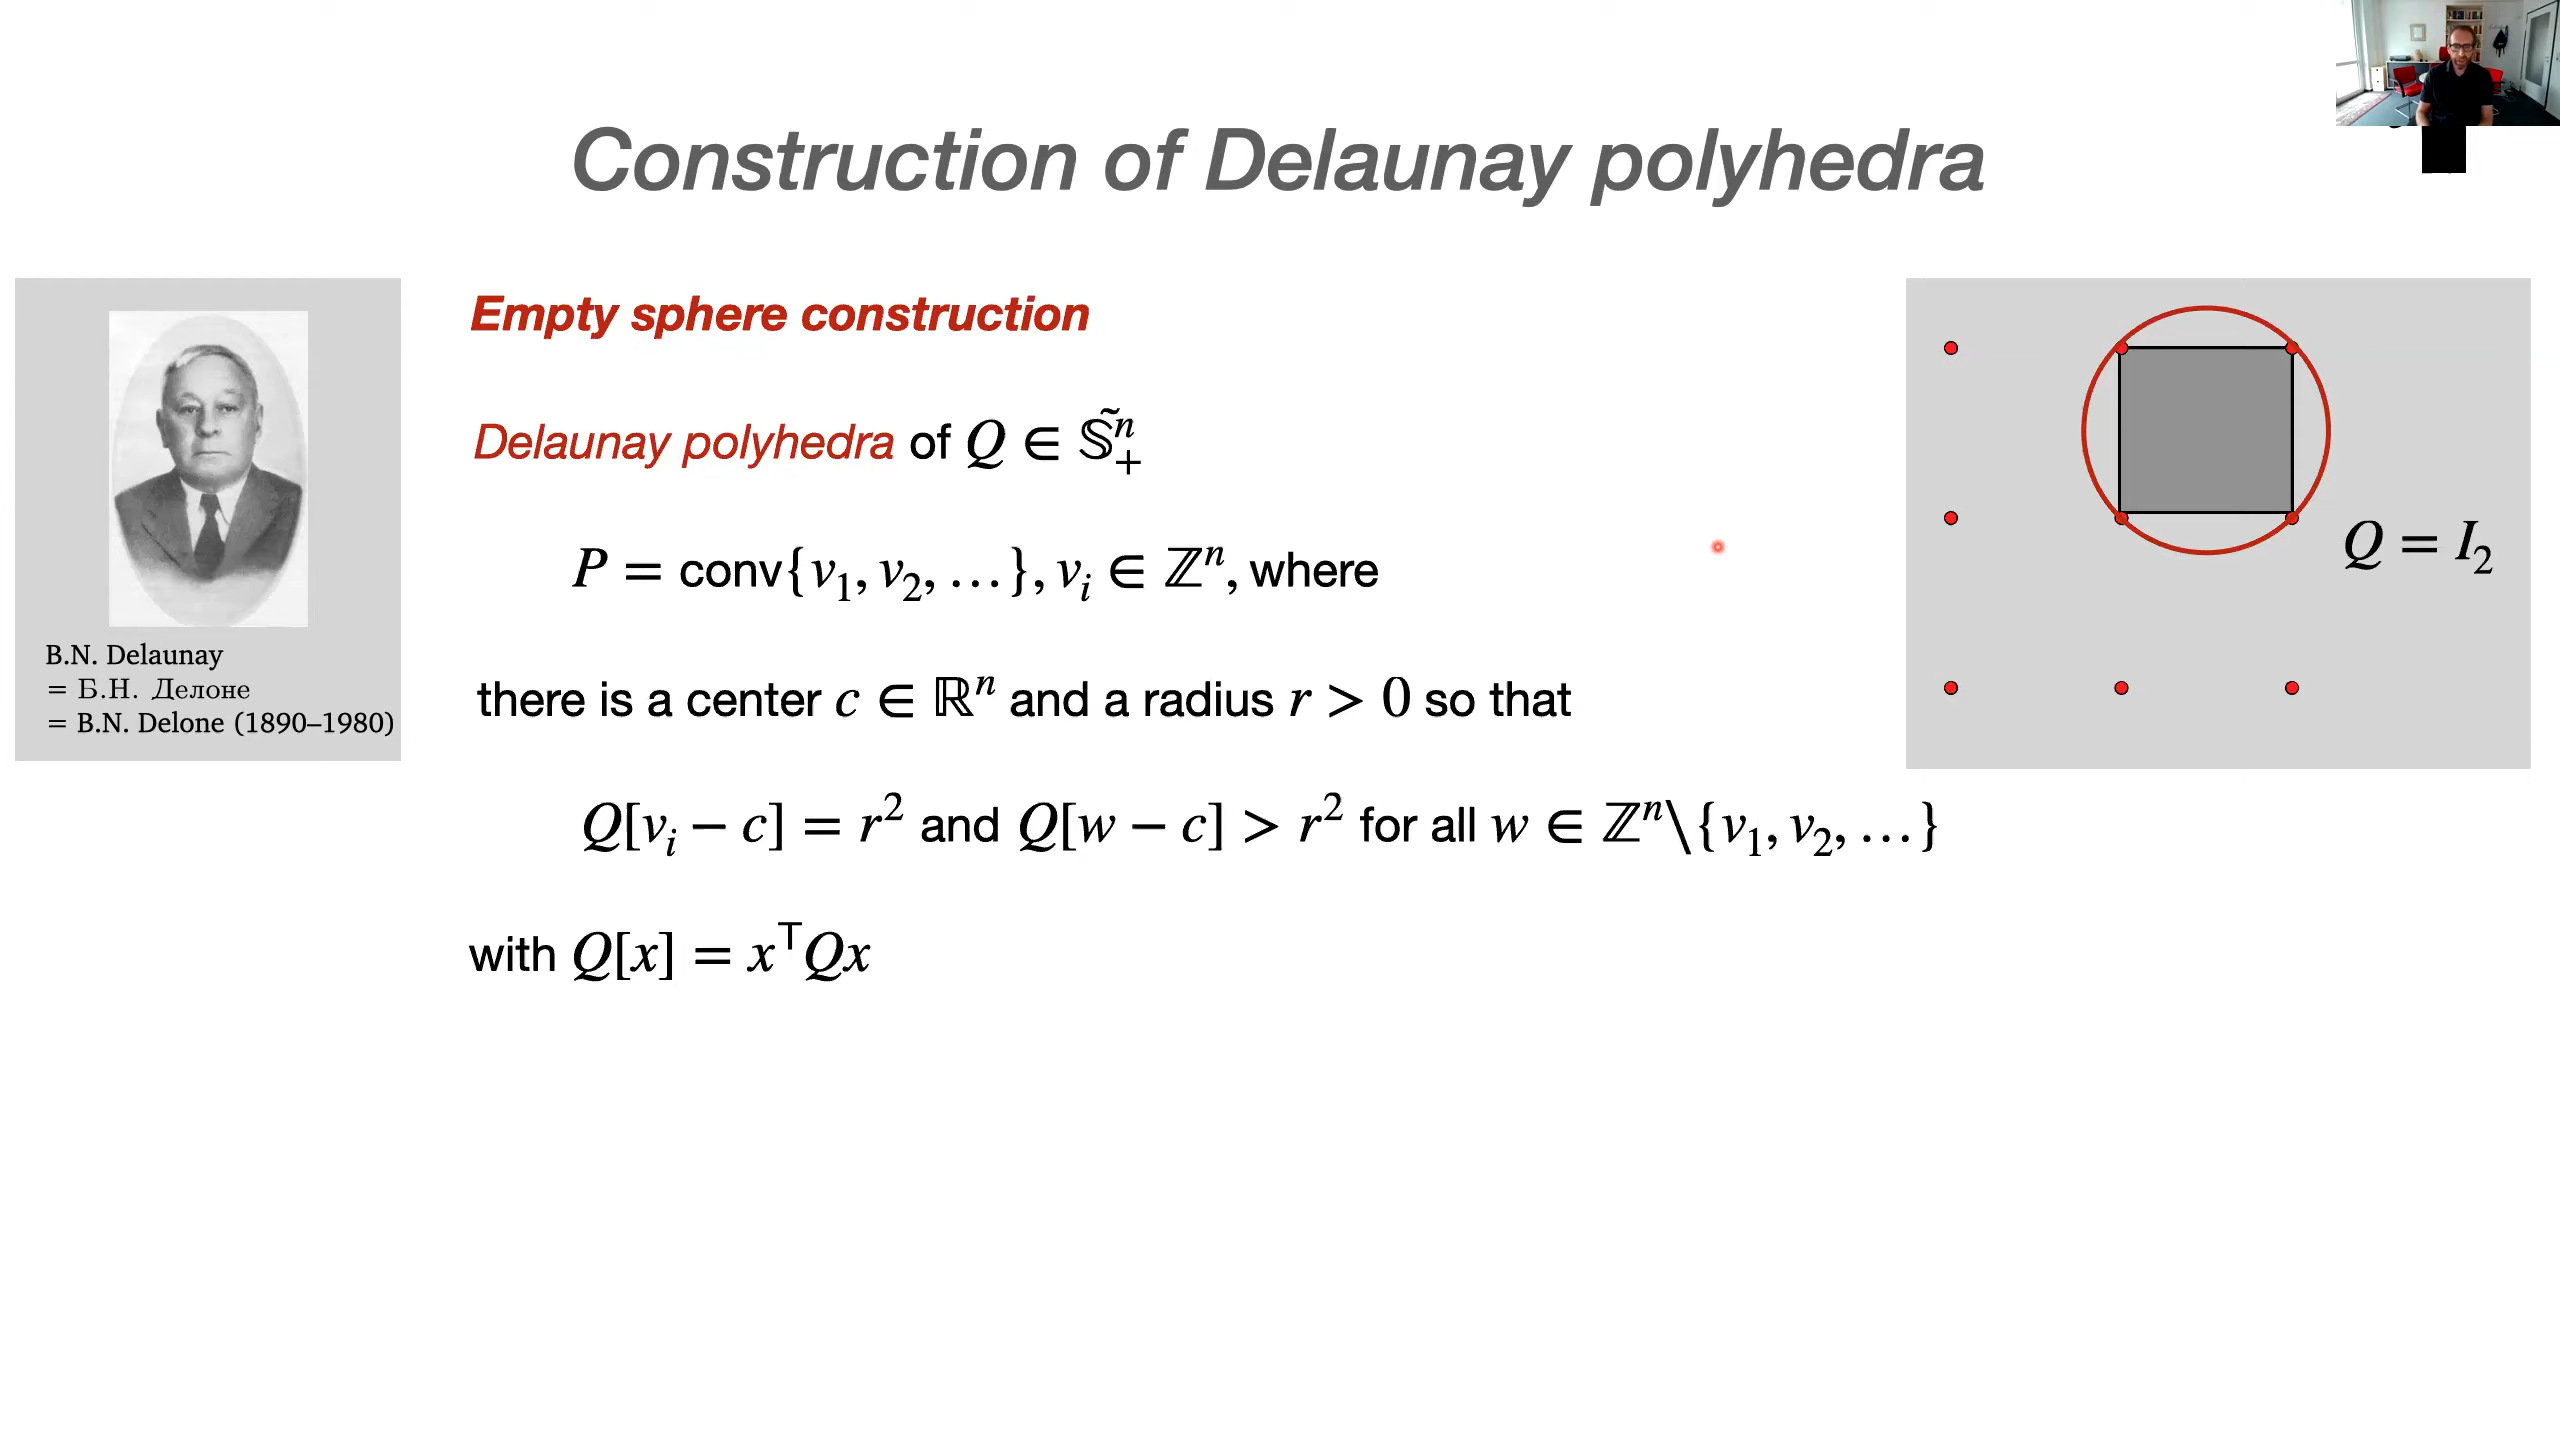 Construction of Delaunay polyhedra
Empty sphere construction
Delaunay polyhedra of Q ∈ S̃ⁿ₊
P = conv{v₁, v₂, …}, vᵢ ∈ ℤⁿ, where
there is a center c ∈ ℝⁿ and a radius r > 0 so that
Q[vᵢ − c] = r² and Q[w − c] > r² for all w ∈ ℤⁿ\{v₁, v₂, …}
with Q[x] = x⊤Qx
B.N. Delaunay
= Б.Н. Делоне
= B.N. Delone (1890–1980)
Q = I₂